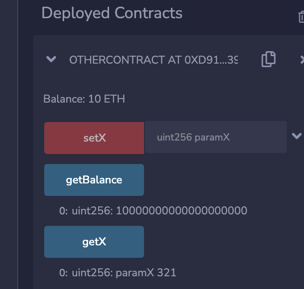 Deployed Contracts
OTHERCONTRACT AT 0XD91...39
Balance: 10 ETH
setX uint256 paramX
getBalance
0: uint256: 10000000000000000000
getX
0: uint256: paramX 321